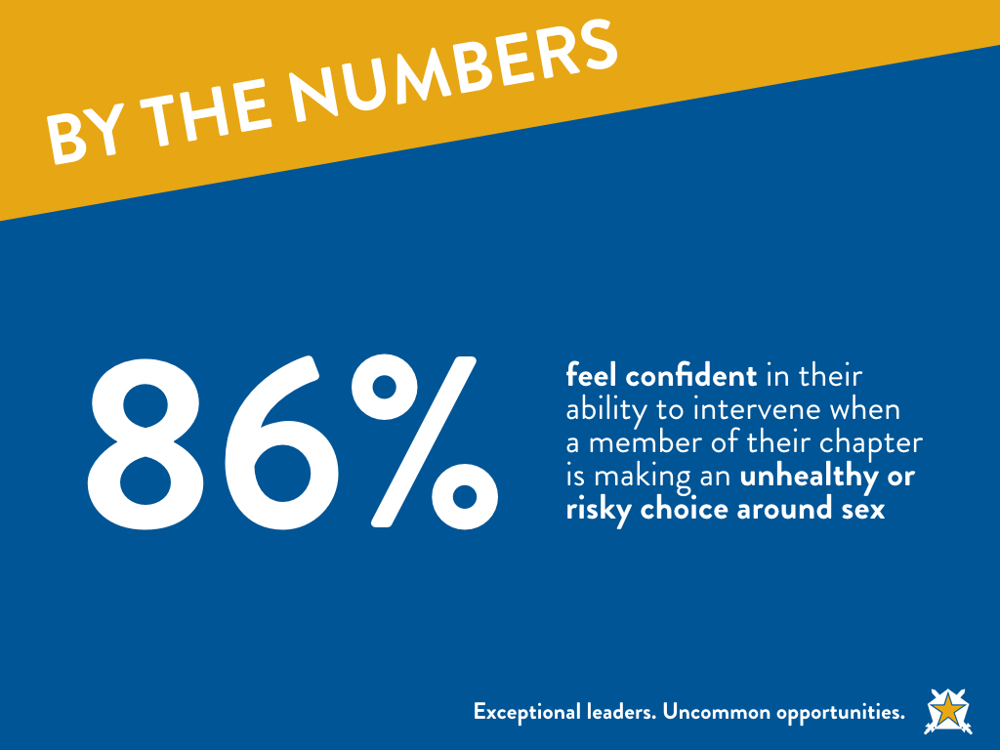 BY THE NUMBERS
86%
feel confident in their
ability to intervene when
a member of their chapter
is making an unhealthy or
risky choice around sex
Exceptional leaders. Uncommon opportunities.